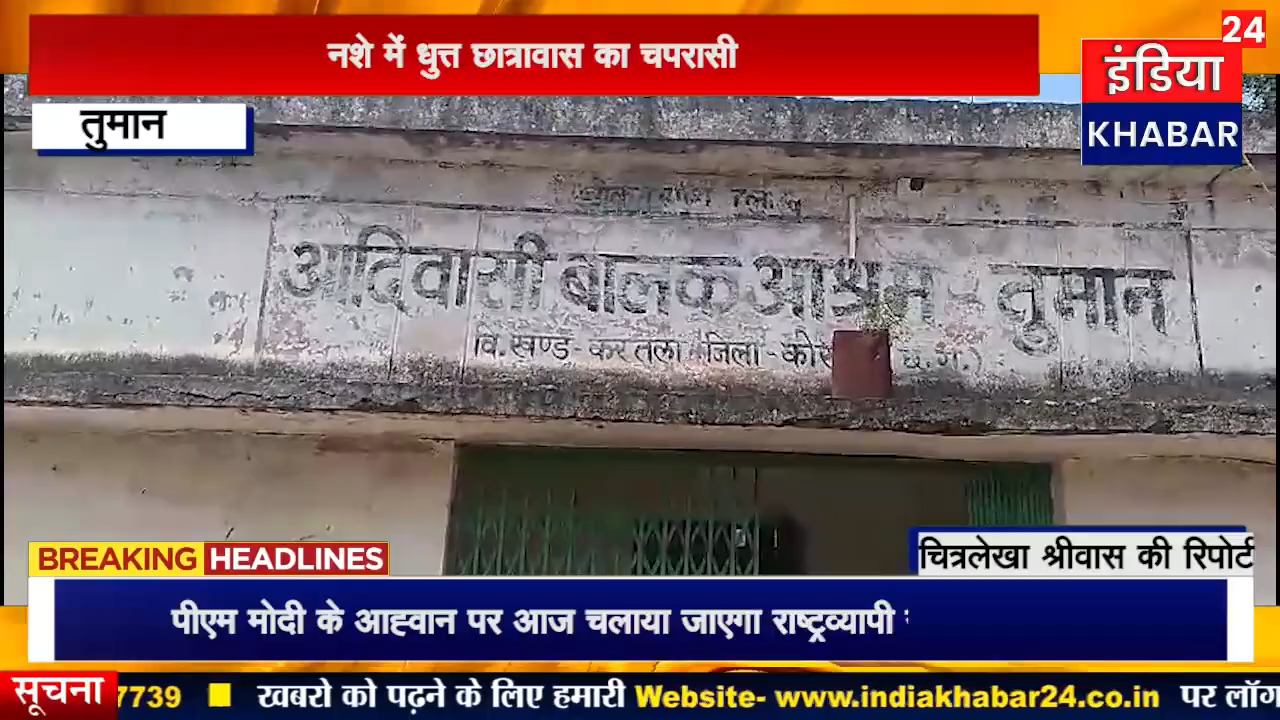 24
नशे में धुत्त छात्रावास का चपरासी
इंडिया
KHABAR
तुमान
आदिवासी बालक आश्रम - तुमान
वि. खण्ड - करतला जिला - कोर
छ.ग.)
BREAKING HEADLINES
चित्रलेखा श्रीवास की रिपोर्ट
पीएम मोदी के आह्वान पर आज चलाया जाएगा राष्ट्रव्यापी
सूचना
7739 खबरो को पढ़ने के लिए हमारी Website- www.indiakhabar24.co.in पर लॉग